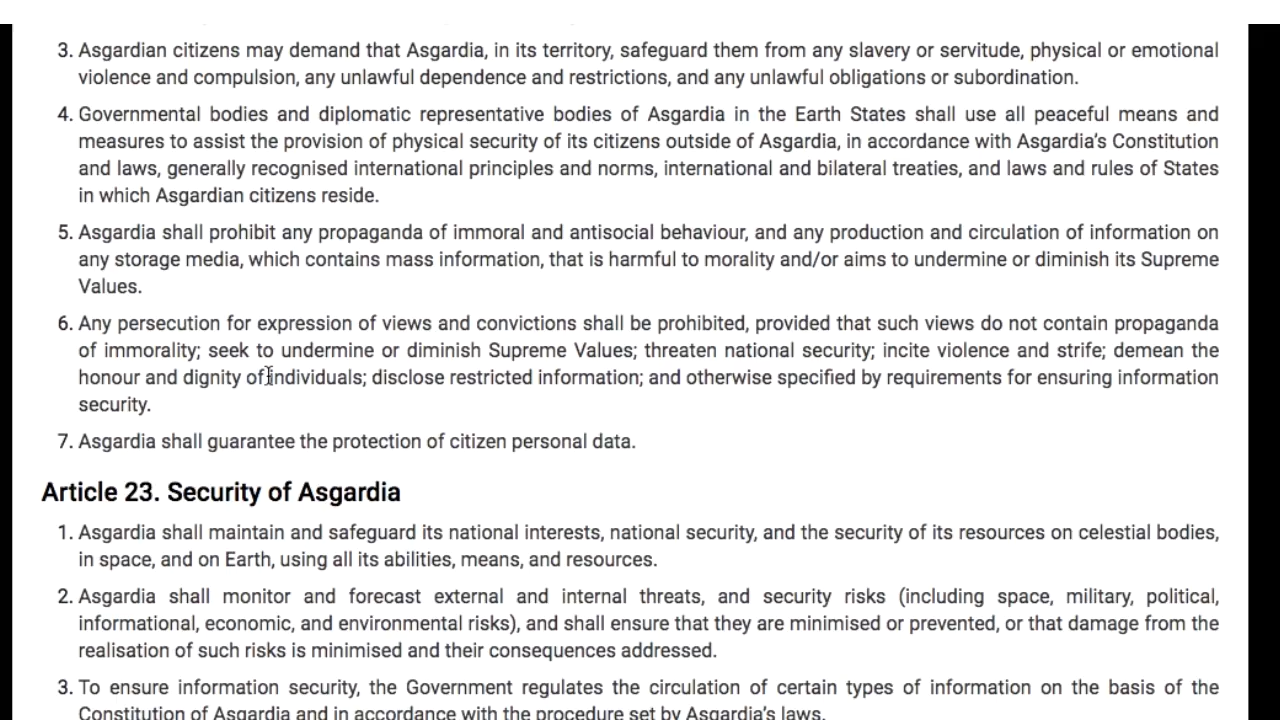 3. Asgardian citizens may demand that Asgardia, in its territory, safeguard them from any slavery or servitude, physical or emotional
violence and compulsion, any unlawful dependence and restrictions, and any unlawful obligations or subordination.
4. Governmental bodies and diplomatic representative bodies of Asgardia in the Earth States shall use all peaceful means and
measures to assist the provision of physical security of its citizens outside of Asgardia, in accordance with Asgardia's Constitution
and laws, generally recognised international principles and norms, international and bilateral treaties, and laws and rules of States
in which Asgardian citizens reside.
5. Asgardia shall prohibit any propaganda of immoral and antisocial behaviour, and any production and circulation of information on
any storage media, which contains mass information, that is harmful to morality and/or aims to undermine or diminish its Supreme
Values.
6. Any persecution for expression of views and convictions shall be prohibited, provided that such views do not contain propaganda
of immorality; seek to undermine or diminish Supreme Values; threaten national security; incite violence and strife; demean the
honour and dignity of individuals; disclose restricted information; and otherwise specified by requirements for ensuring information
security.
7. Asgardia shall guarantee the protection of citizen personal data.
Article 23. Security of Asgardia
1. Asgardia shall maintain and safeguard its national interests, national security, and the security of its resources on celestial bodies,
in space, and on Earth, using all its abilities, means, and resources.
2. Asgardia shall monitor and forecast external and internal threats, and security risks (including space, military, political,
informational, economic, and environmental risks), and shall ensure that they are minimised or prevented, or that damage from the
realisation of such risks is minimised and their consequences addressed.
3. To ensure information security, the Government regulates the circulation of certain types of information on the basis of the
Constitution of Asgardia and in accordance with the procedure set by Asgardia's laws.